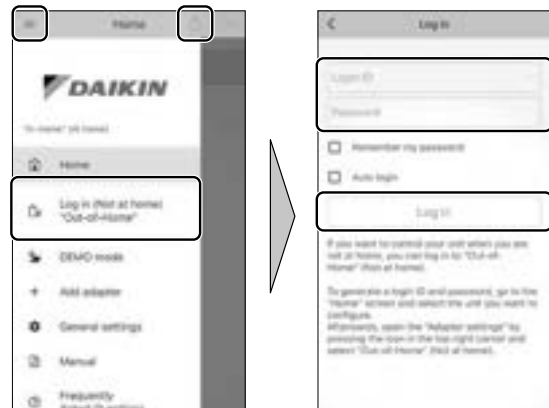 Home
DAIKIN
Home
Log in (Not at home)
"Out-of-Home"
DEMO mode
Add adaptor
General settings
Manual
Frequently
Log in
Login ID
Password
Remember my password
Auto login
Log in
If you want to control your unit when you are
not at home, you can log in to "Out-of-
Home" (Not at home).
To generate a login ID and password, go to the
"Home" screen and select the unit you want to
configure.
Afterwards, open the "Adapter settings" by
pressing the icon in the top right corner and
select "Out-of-Home" (Not at home).